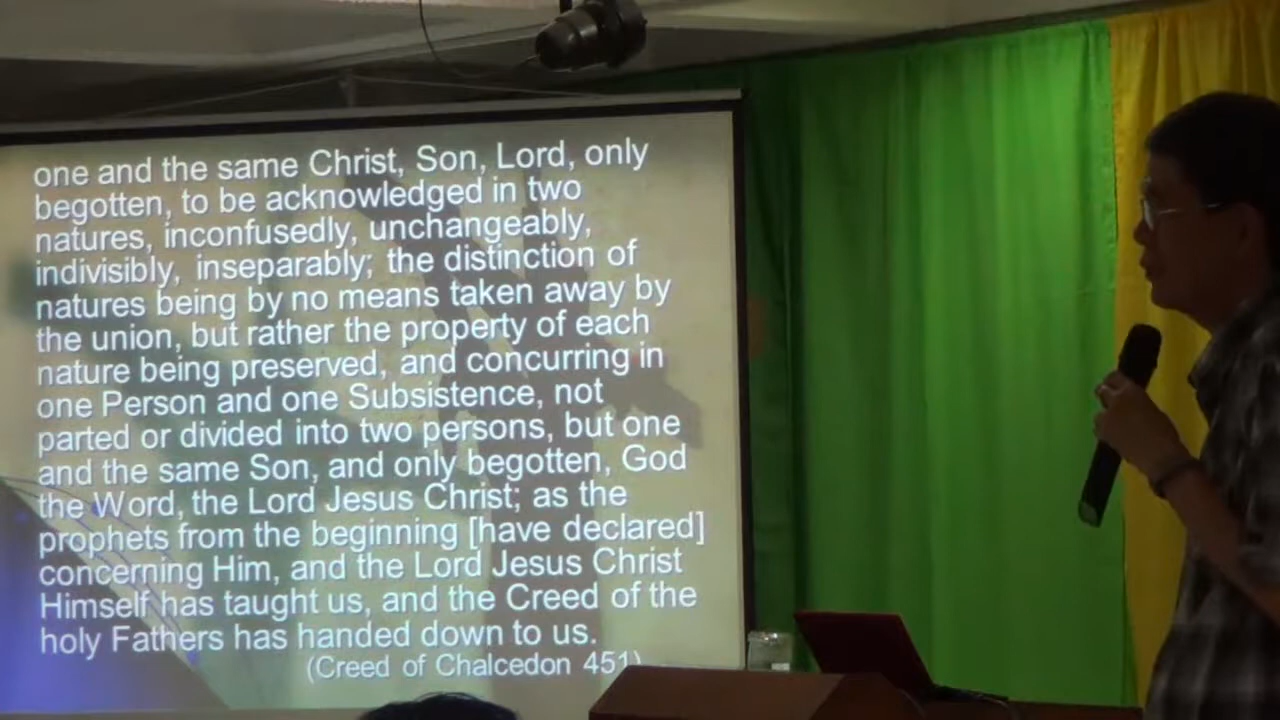 one and the same Christ, Son, Lord, only
begotten, to be acknowledged in two
natures, inconfusedly, unchangeably,
indivisibly, inseparably; the distinction of
natures being by no means taken away by
the union, but rather the property of each
nature being preserved, and concurring in
one Person and one Subsistence, not
parted or divided into two persons, but one
and the same Son, and only begotten, God
the Word, the Lord Jesus Christ; as the
prophets from the beginning [have declared]
concerning Him, and the Lord Jesus Christ
Himself has taught us, and the Creed of the
holy Fathers has handed down to us.
(Creed of Chalcedon 451)